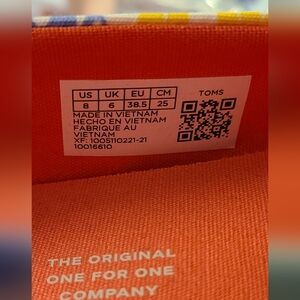 US UK EU CM TOMS
8 6 38.5 25
MADE IN VIETNAM
HECHO EN VIETNAM
FABRIQUE AU
VIETNAM
XF: 1005110221-21
10016610
THE ORIGINAL
ONE FOR ONE
COMPANY